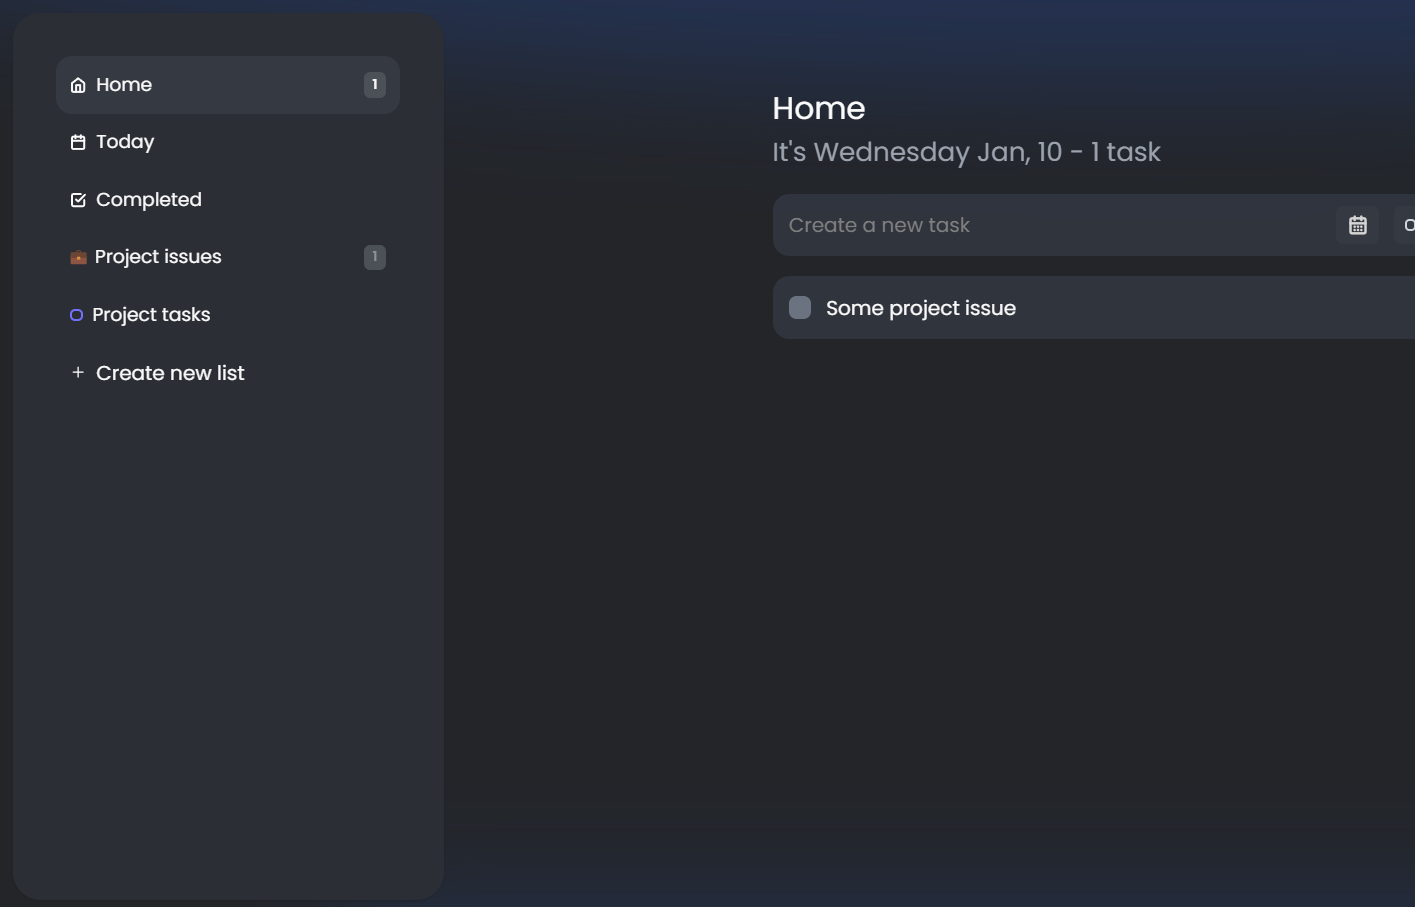 Home 1
Today
Completed
Project issues 1
Project tasks
Create new list
Home
It's Wednesday Jan, 10 - 1 task
Create a new task
Some project issue